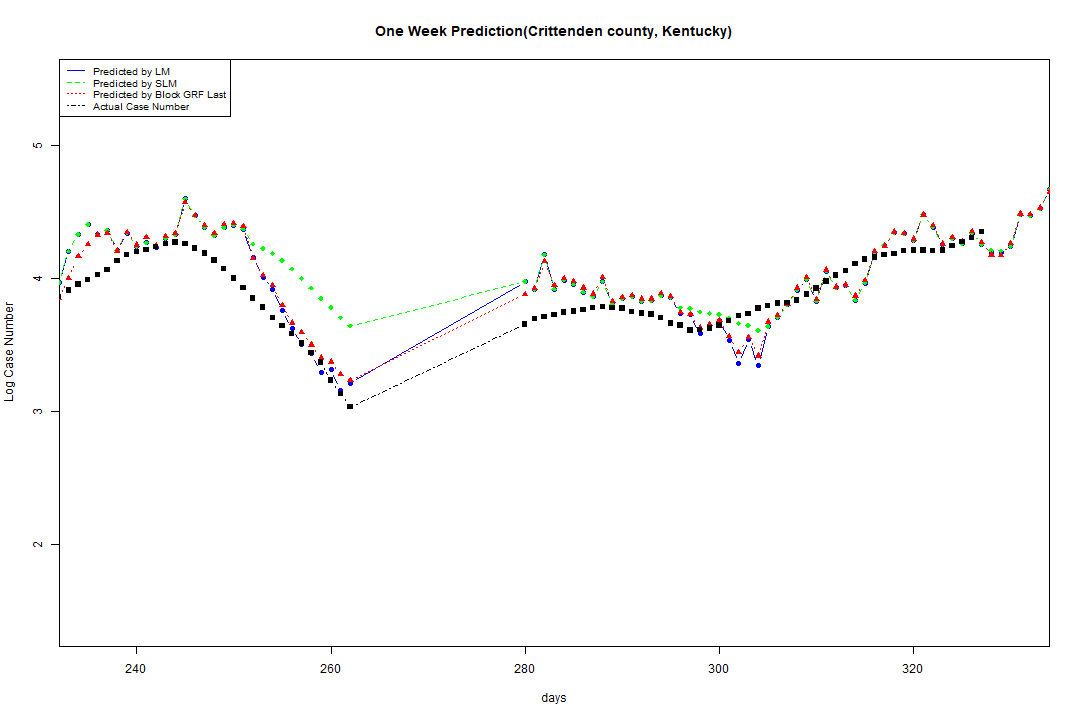 One Week Prediction(Crittenden county, Kentucky)
Predicted by LM
Predicted by SLM
Predicted by Block GRF Last
Actual Case Number
5
4
3
2
Log Case Number
240 260 280 300 320
days